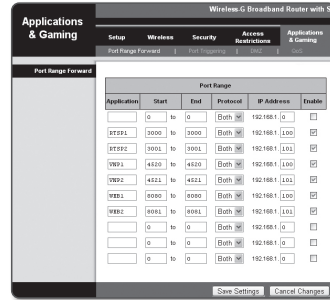 Wireless-G Broadband Router with S
Applications & Gaming
Setup Wireless Security Access Restrictions Applications & Gaming
Port Range Forward | Port Triggering | DMZ | QoS
Port Range Forward
Port Range
Application Start End Protocol IP Address Enable
0 to 0 Both 192.168.1. 0
RTSP1 3000 to 3000 Both 192.168.1. 100
RTSP2 3001 to 3001 Both 192.168.1. 101
VNP1 4520 to 4520 Both 192.168.1. 100
VNP2 4521 to 4521 Both 192.168.1. 101
WEB1 8080 to 8080 Both 192.168.1. 100
WEB2 8081 to 8081 Both 192.168.1. 101
0 to 0 Both 192.168.1. 0
0 to 0 Both 192.168.1. 0
0 to 0 Both 192.168.1. 0
Save Settings Cancel Changes